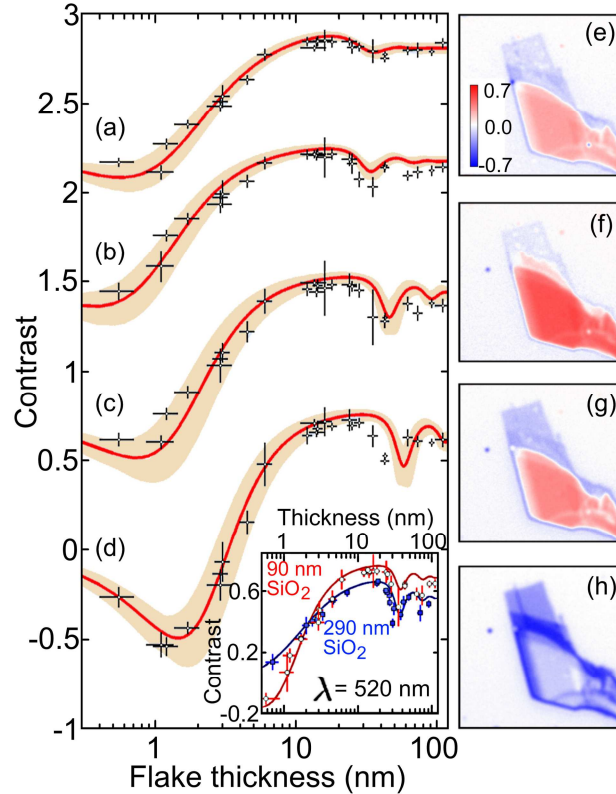 3
2.5
2
1.5
1
0.5
0
-0.5
-1
Contrast
(a)
(b)
(c)
(d)
1
10
100
Flake thickness (nm)
Thickness (nm)
1
10
100
0.6
0.2
-0.2
Contrast
90 nm
SiO2
290 nm
SiO2
λ= 520 nm
(e)
0.7
0.0
-0.7
(f)
(g)
(h)